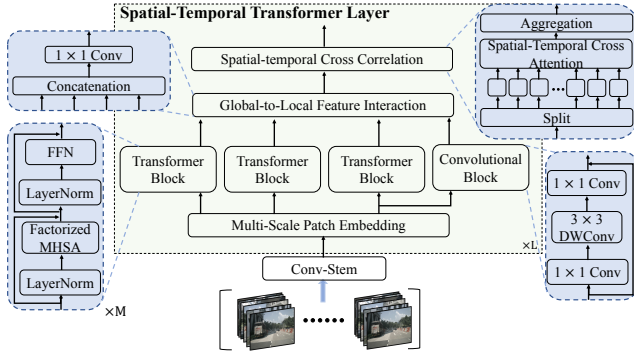 Spatial-Temporal Transformer Layer
1 × 1 Conv
Concatenation
Spatial-temporal Cross Correlation
Global-to-Local Feature Interaction
Aggregation
Spatial-Temporal Cross
Attention
...
Split
FFN
LayerNorm
Factorized
MHSA
LayerNorm
×M
Transformer
Block
Transformer
Block
Transformer
Block
Convolutional
Block
Multi-Scale Patch Embedding
×L
Conv-Stem
1 × 1 Conv
3 × 3
DWConv
1 × 1 Conv
......